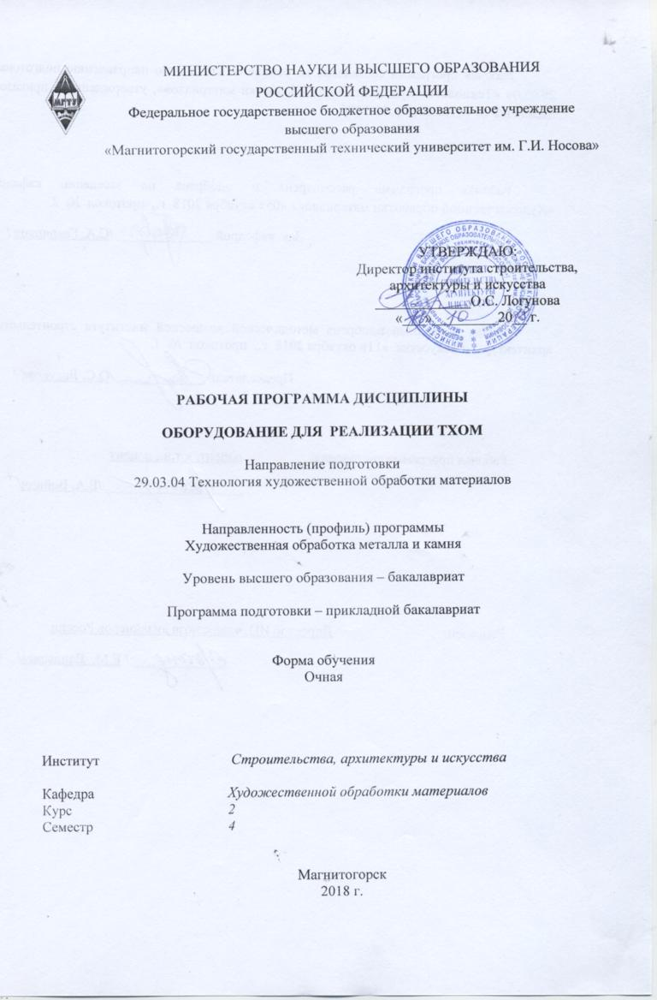 МИНИСТЕРСТВО НАУКИ И ВЫСШЕГО ОБРАЗОВАНИЯ
РОССИЙСКОЙ ФЕДЕРАЦИИ
Федеральное государственное бюджетное образовательное учреждение
высшего образования
«Магнитогорский государственный технический университет им. Г.И. Носова»
МГТУ
УТВЕРЖДАЮ:
Директор института строительства,
архитектуры и искусства
О.С. Логунова
10 20 г.
РАБОЧАЯ ПРОГРАММА ДИСЦИПЛИНЫ
ОБОРУДОВАНИЕ ДЛЯ РЕАЛИЗАЦИИ ТХОМ
Направление подготовки
29.03.04 Технология художественной обработки материалов
Направленность (профиль) программы
Художественная обработка металла и камня
Уровень высшего образования – бакалавриат
Программа подготовки – прикладной бакалавриат
Форма обучения
Очная
Институт Строительства, архитектуры и искусства
Кафедра Художественной обработки материалов
Курс 2
Семестр 4
Магнитогорск
2018 г.